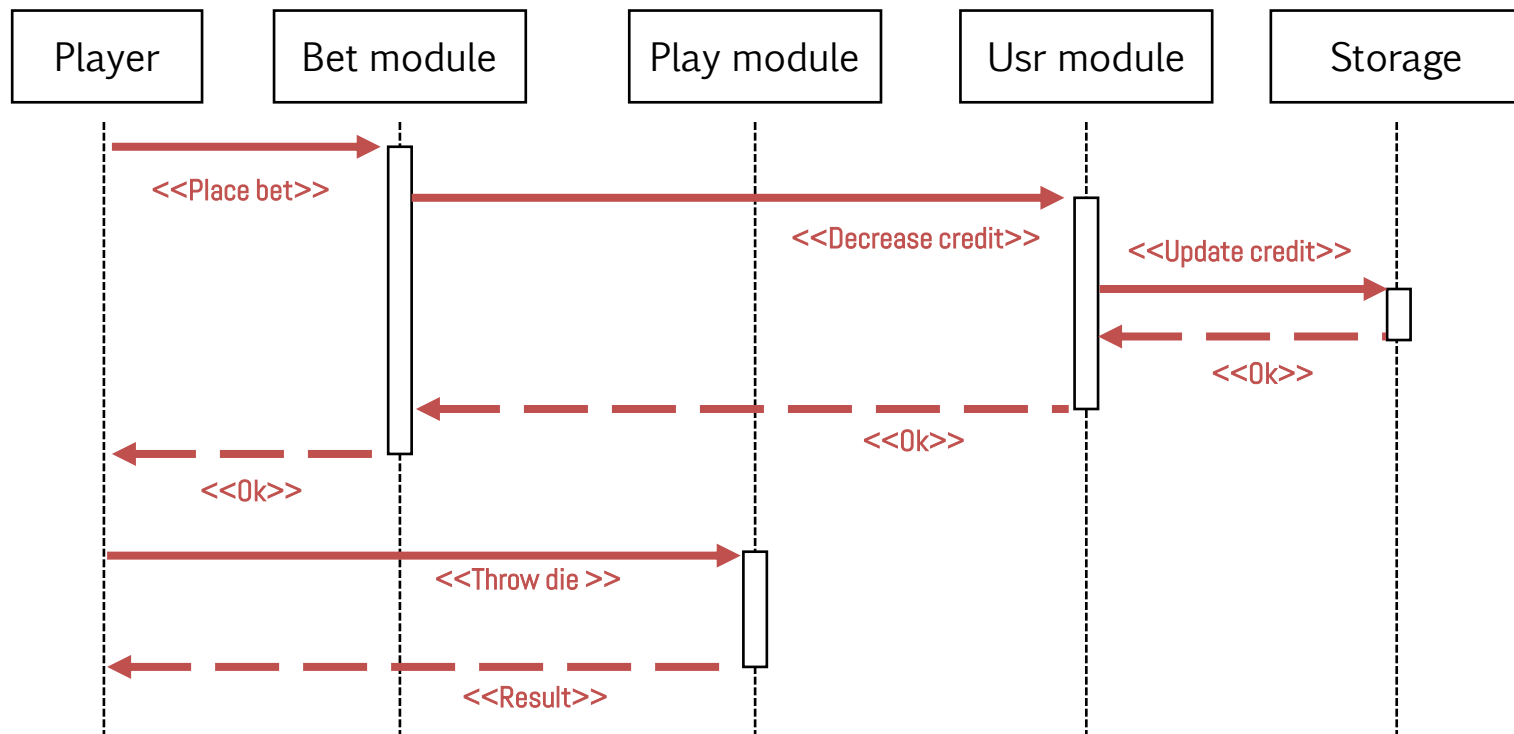 Player
Bet module
Play module
Usr module
Storage
<<Place bet>>
<<Decrease credit>>
<<Update credit>>
<<Ok>>
<<Ok>>
<<Ok>>
<<Throw die >>
<<Result>>